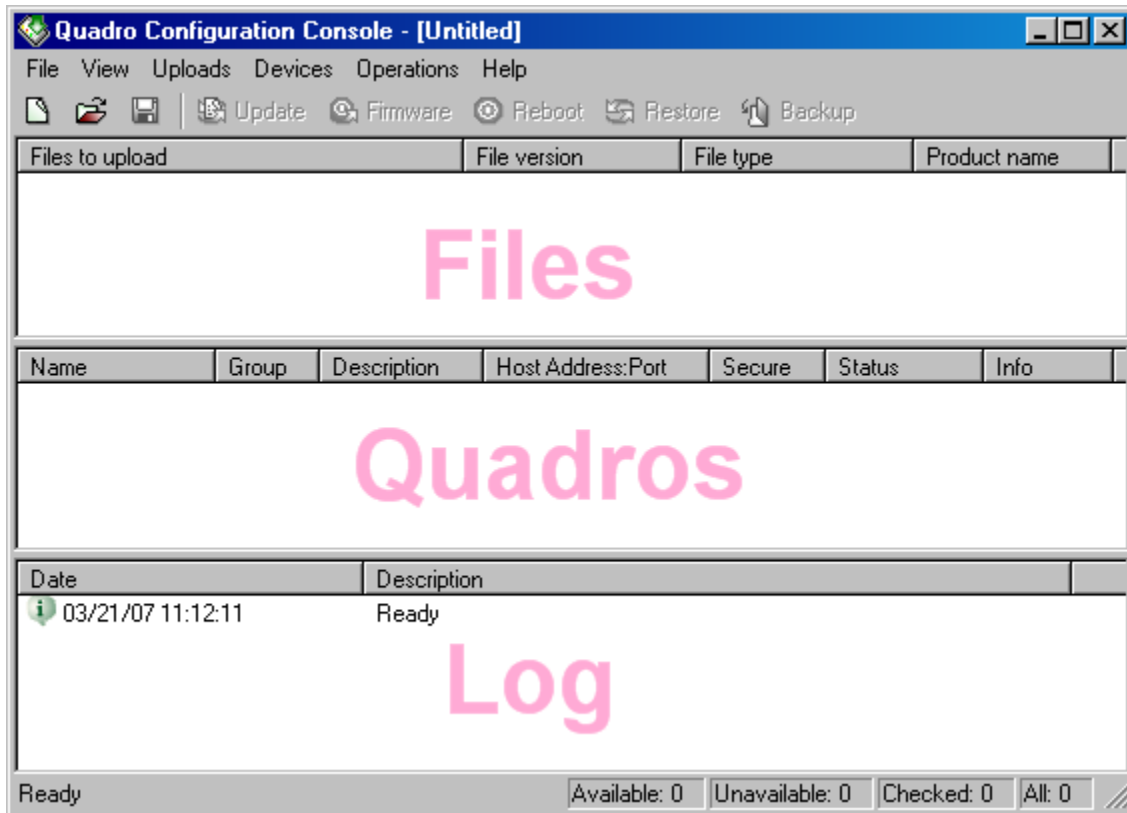 Quadro Configuration Console - [Untitled]
File View Uploads Devices Operations Help
Update Firmware Reboot Restore Backup
Files to upload File version File type Product name
Files
Name Group Description Host Address:Port Secure Status Info
Quadros
Date Description
03/21/07 11:12:11 Ready
Log
Ready Available: 0 Unavailable: 0 Checked: 0 All: 0